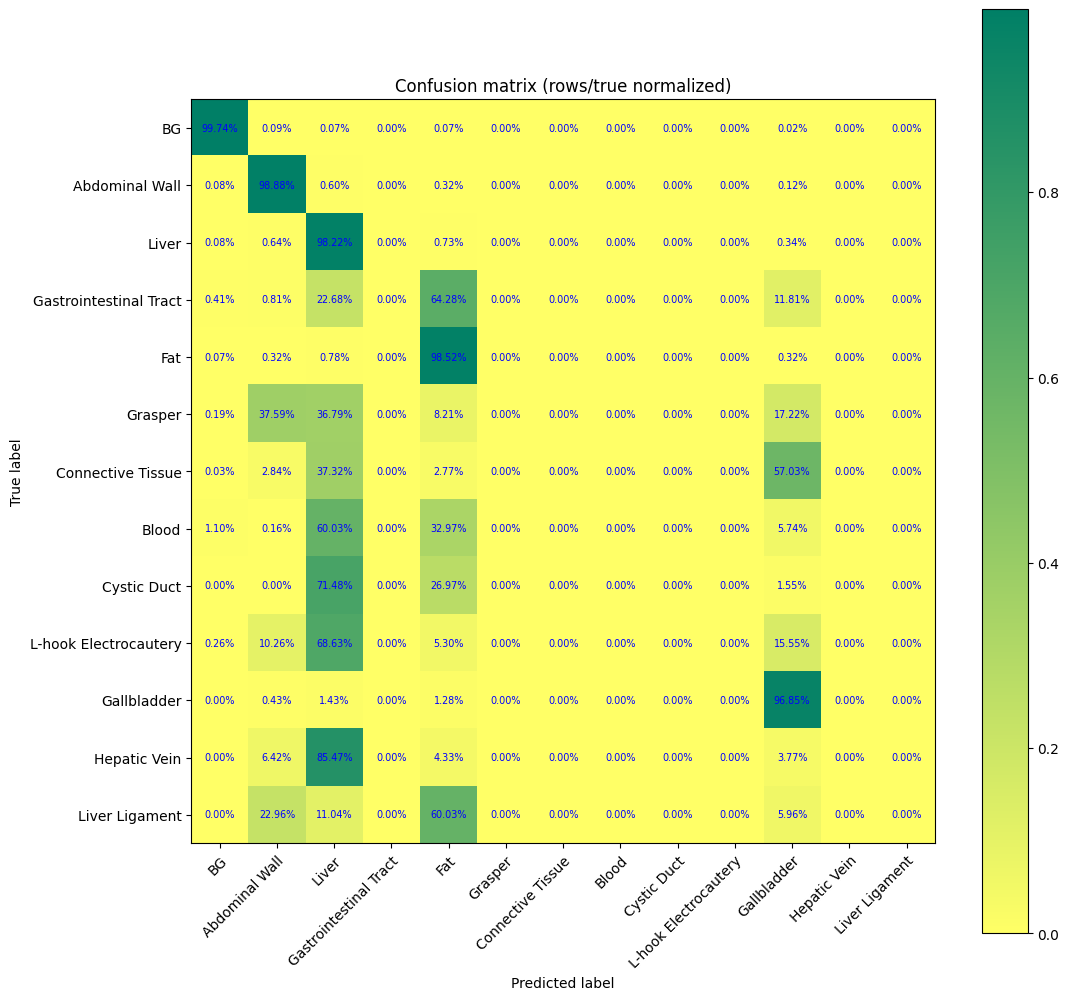 Confusion matrix (rows/true normalized)
BG 99.74% 0.09% 0.07% 0.00% 0.07% 0.00% 0.00% 0.00% 0.00% 0.00% 0.02% 0.00% 0.00%
Abdominal Wall 0.08% 98.88% 0.60% 0.00% 0.32% 0.00% 0.00% 0.00% 0.00% 0.00% 0.12% 0.00% 0.00%
0.8
Liver 0.08% 0.64% 98.22% 0.00% 0.73% 0.00% 0.00% 0.00% 0.00% 0.00% 0.34% 0.00% 0.00%
Gastrointestinal Tract 0.41% 0.81% 22.68% 0.00% 64.28% 0.00% 0.00% 0.00% 0.00% 0.00% 11.81% 0.00% 0.00%
Fat 0.07% 0.32% 0.78% 0.00% 98.52% 0.00% 0.00% 0.00% 0.00% 0.00% 0.32% 0.00% 0.00%
0.6
Grasper 0.19% 37.59% 36.79% 0.00% 8.21% 0.00% 0.00% 0.00% 0.00% 0.00% 17.22% 0.00% 0.00%
True label
Connective Tissue 0.03% 2.84% 37.32% 0.00% 2.77% 0.00% 0.00% 0.00% 0.00% 0.00% 57.03% 0.00% 0.00%
Blood 1.10% 0.16% 60.03% 0.00% 32.97% 0.00% 0.00% 0.00% 0.00% 0.00% 5.74% 0.00% 0.00%
0.4
Cystic Duct 0.00% 0.00% 71.48% 0.00% 26.97% 0.00% 0.00% 0.00% 0.00% 0.00% 1.55% 0.00% 0.00%
L-hook Electrocautery 0.26% 10.26% 68.63% 0.00% 5.30% 0.00% 0.00% 0.00% 0.00% 0.00% 15.55% 0.00% 0.00%
Gallbladder 0.00% 0.43% 1.43% 0.00% 1.28% 0.00% 0.00% 0.00% 0.00% 0.00% 96.85% 0.00% 0.00%
0.2
Hepatic Vein 0.00% 6.42% 85.47% 0.00% 4.33% 0.00% 0.00% 0.00% 0.00% 0.00% 3.77% 0.00% 0.00%
Liver Ligament 0.00% 22.96% 11.04% 0.00% 60.03% 0.00% 0.00% 0.00% 0.00% 0.00% 5.96% 0.00% 0.00%
0.0
BG
Abdominal Wall
Liver
Gastrointestinal Tract
Fat
Grasper
Connective Tissue
Blood
Cystic Duct
L-hook Electrocautery
Gallbladder
Hepatic Vein
Liver Ligament
Predicted label